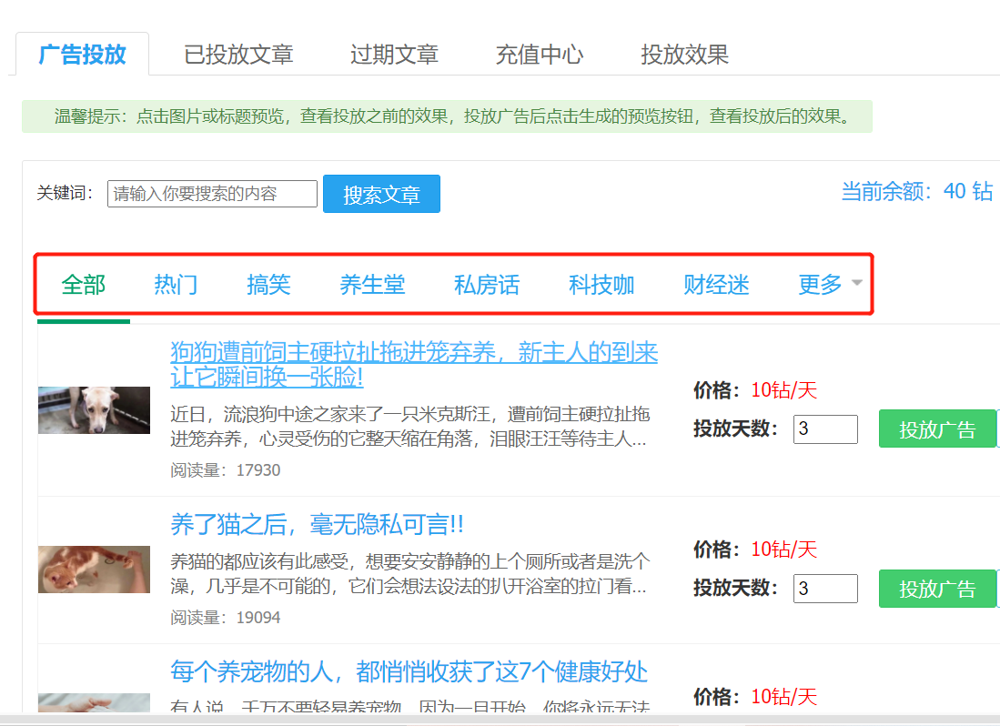 广告投放 已投放文章 过期文章 充值中心 投放效果
温馨提示：点击图片或标题预览，查看投放之前的效果，投放广告后点击生成的预览按钮，查看投放后的效果。
关键词： 请输入你要搜索的内容 搜索文章 当前余额：40 钻
全部 热门 搞笑 养生堂 私房话 科技咖 财经迷 更多
狗狗遭前饲主硬拉扯拖进笼弃养，新主人的到来
让它瞬间换一张脸!
近日，流浪狗中途之家来了一只米克斯汪，遭前饲主硬拉扯拖
进笼弃养，心灵受伤的它整天缩在角落，泪眼汪汪等待主人...
阅读量：17930
价格：10钻/天
投放天数： 3 投放广告
养了猫之后，毫无隐私可言!!
养猫的都应该有此感受，想要安安静静的上个厕所或者是洗个
澡，几乎是不可能的，它们会想法设法的扒开浴室的拉门看...
阅读量：19094
价格：10钻/天
投放天数： 3 投放广告
每个养宠物的人，都悄悄收获了这7个健康好处
有人说，千万不要轻易养宠物，因为一旦开始，你将永远无法
价格：10钻/天